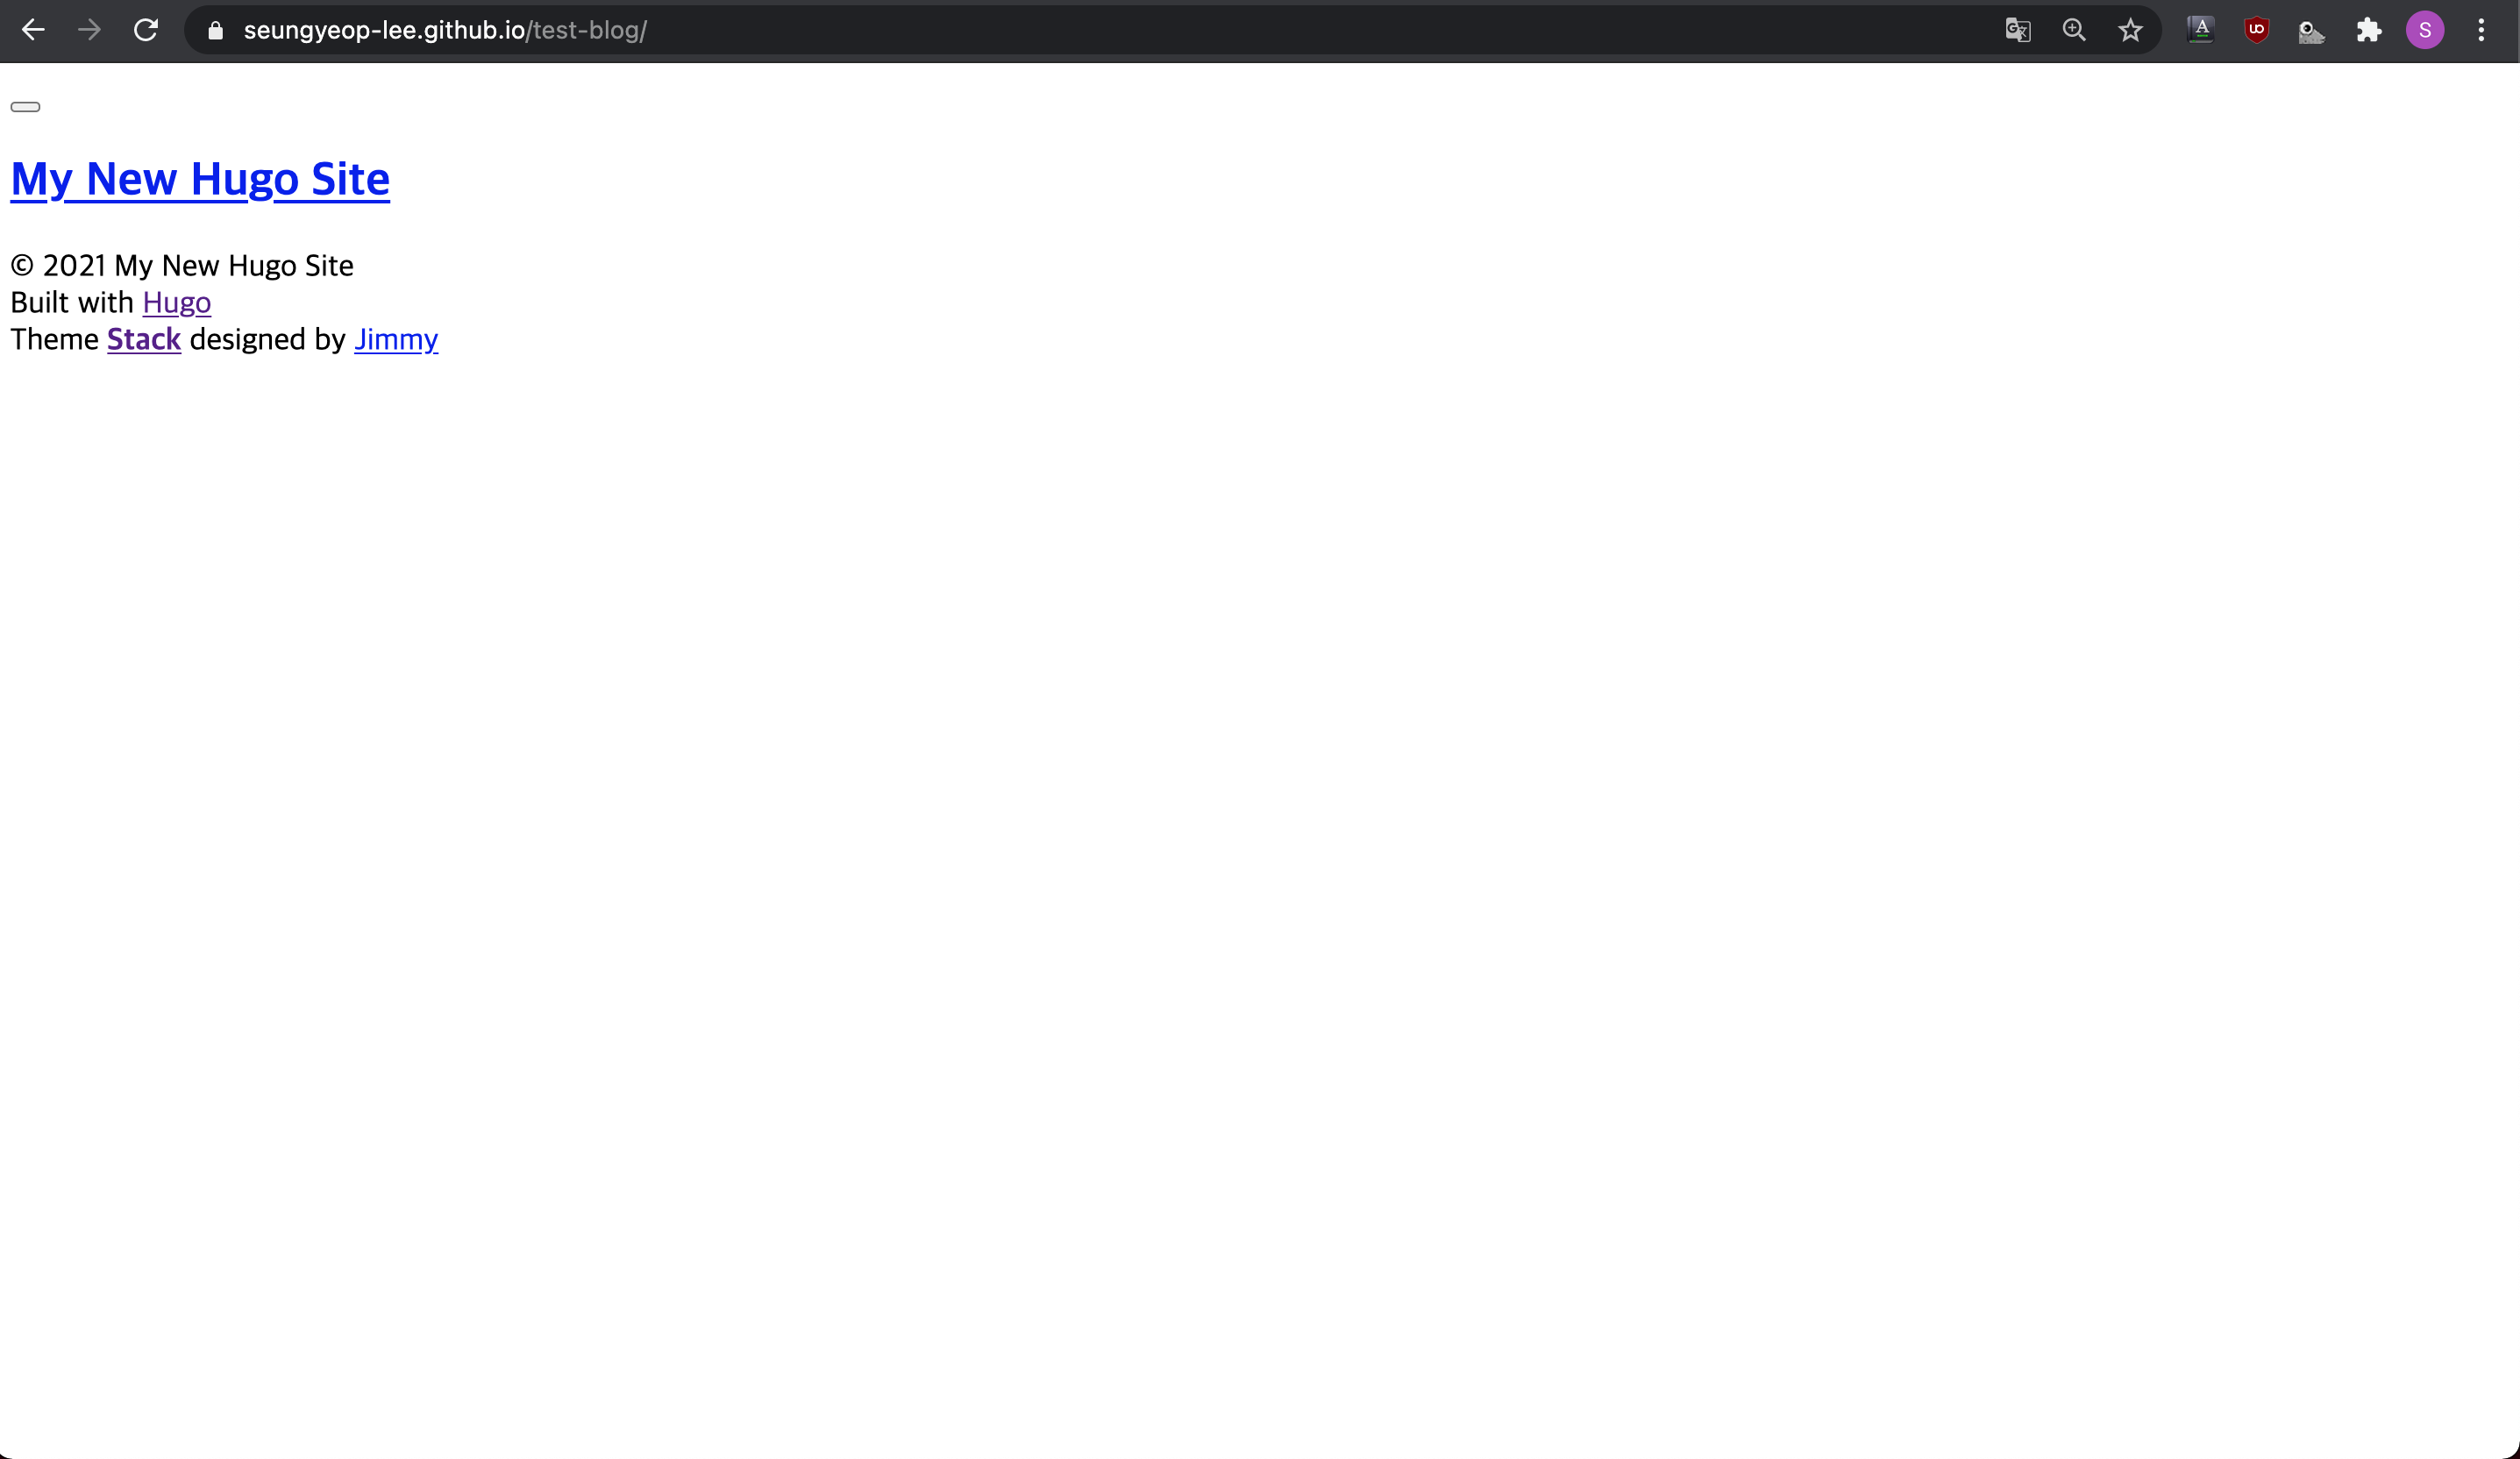 seungyeop-lee.github.io/test-blog/
S
My New Hugo Site
© 2021 My New Hugo Site
Built with Hugo
Theme Stack designed by Jimmy